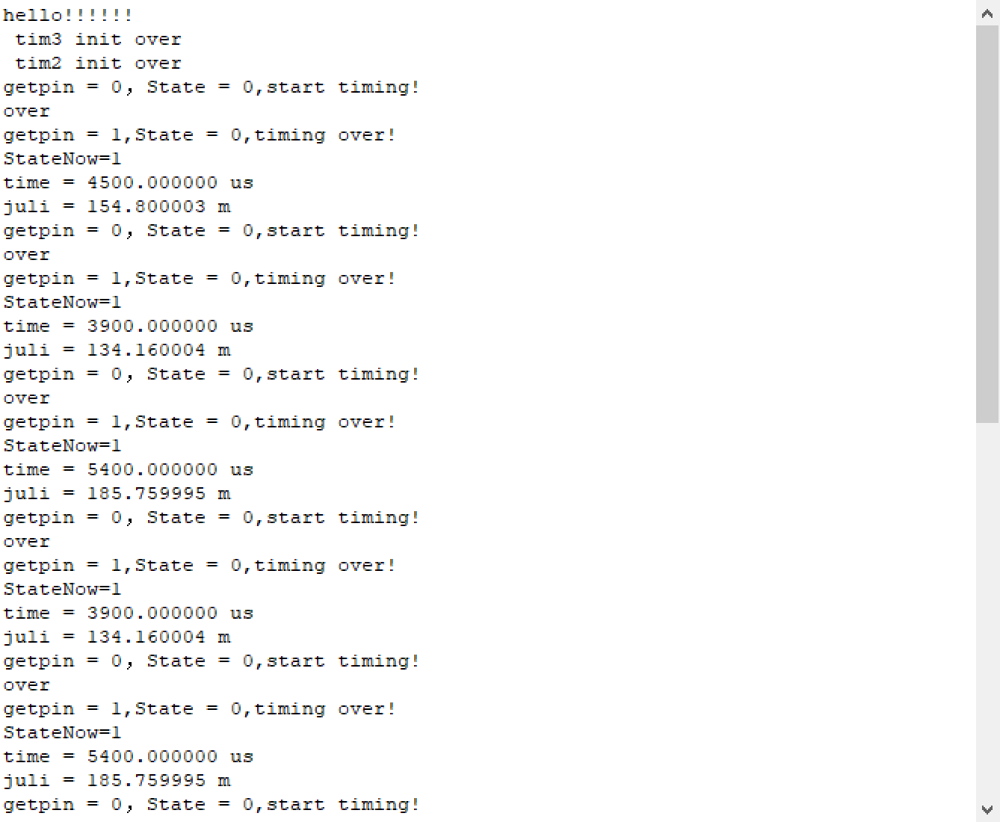 hello!!!!!!
 tim3 init over
 tim2 init over
getpin = 0, State = 0,start timing!
over
getpin = 1,State = 0,timing over!
StateNow=1
time = 4500.000000 us
juli = 154.800003 m
getpin = 0, State = 0,start timing!
over
getpin = 1,State = 0,timing over!
StateNow=1
time = 3900.000000 us
juli = 134.160004 m
getpin = 0, State = 0,start timing!
over
getpin = 1,State = 0,timing over!
StateNow=1
time = 5400.000000 us
juli = 185.759995 m
getpin = 0, State = 0,start timing!
over
getpin = 1,State = 0,timing over!
StateNow=1
time = 3900.000000 us
juli = 134.160004 m
getpin = 0, State = 0,start timing!
over
getpin = 1,State = 0,timing over!
StateNow=1
time = 5400.000000 us
juli = 185.759995 m
getpin = 0, State = 0,start timing!